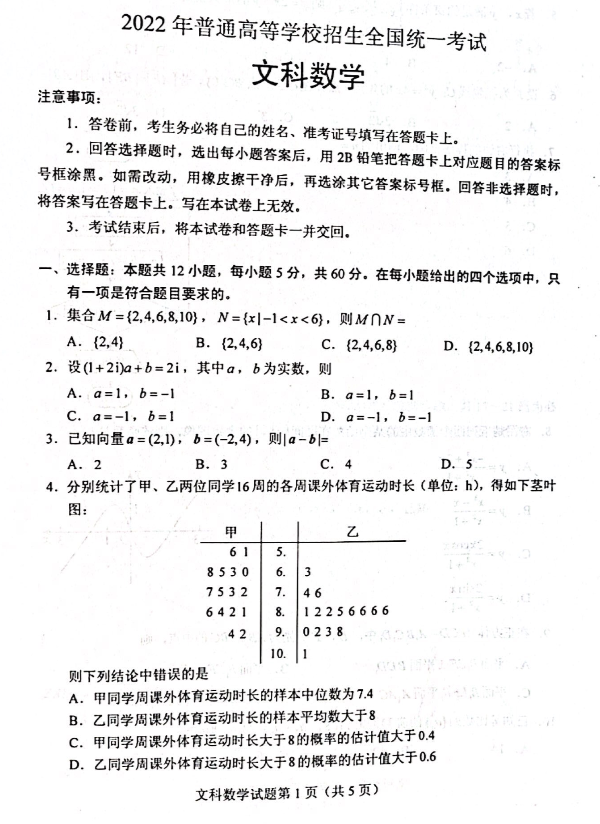 2022年普通高等学校招生全国统一考试
文科数学
注意事项：
1．答卷前，考生务必将自己的姓名、准考证号填写在答题卡上。
2．回答选择题时，选出每小题答案后，用2B铅笔把答题卡上对应题目的答案标
号框涂黑。如需改动，用橡皮擦干净后，再选涂其它答案标号框。回答非选择题时，
将答案写在答题卡上。写在本试卷上无效。
3．考试结束后，将本试卷和答题卡一并交回。
一、选择题：本题共12小题，每小题5分，共60分。在每小题给出的四个选项中，只
有一项是符合题目要求的。
1．集合M={2,4,6,8,10}，N={x|-1<x<6}，则M∩N=
A．{2,4} B．{2,4,6} C．{2,4,6,8} D．{2,4,6,8,10}
2．设(1+2i)a+b=2i，其中a，b为实数，则
A．a=1，b=-1 B．a=1，b=1
C．a=-1，b=1 D．a=-1，b=-1
3．已知向量a=(2,1)，b=(-2,4)，则|a-b|=
A．2 B．3 C．4 D．5
4．分别统计了甲、乙两位同学16周的各周课外体育运动时长（单位：h），得如下茎叶
图：
甲 乙
6 1 5.
8 5 3 0 6. 3
7 5 3 2 7. 4 6
6 4 2 1 8. 1 2 2 5 6 6 6 6
4 2 9. 0 2 3 8
10. 1
则下列结论中错误的是
A．甲同学周课外体育运动时长的样本中位数为7.4
B．乙同学周课外体育运动时长的样本平均数大于8
C．甲同学周课外体育运动时长大于8的概率的估计值大于0.4
D．乙同学周课外体育运动时长大于8的概率的估计值大于0.6
文科数学试题第1页（共5页）